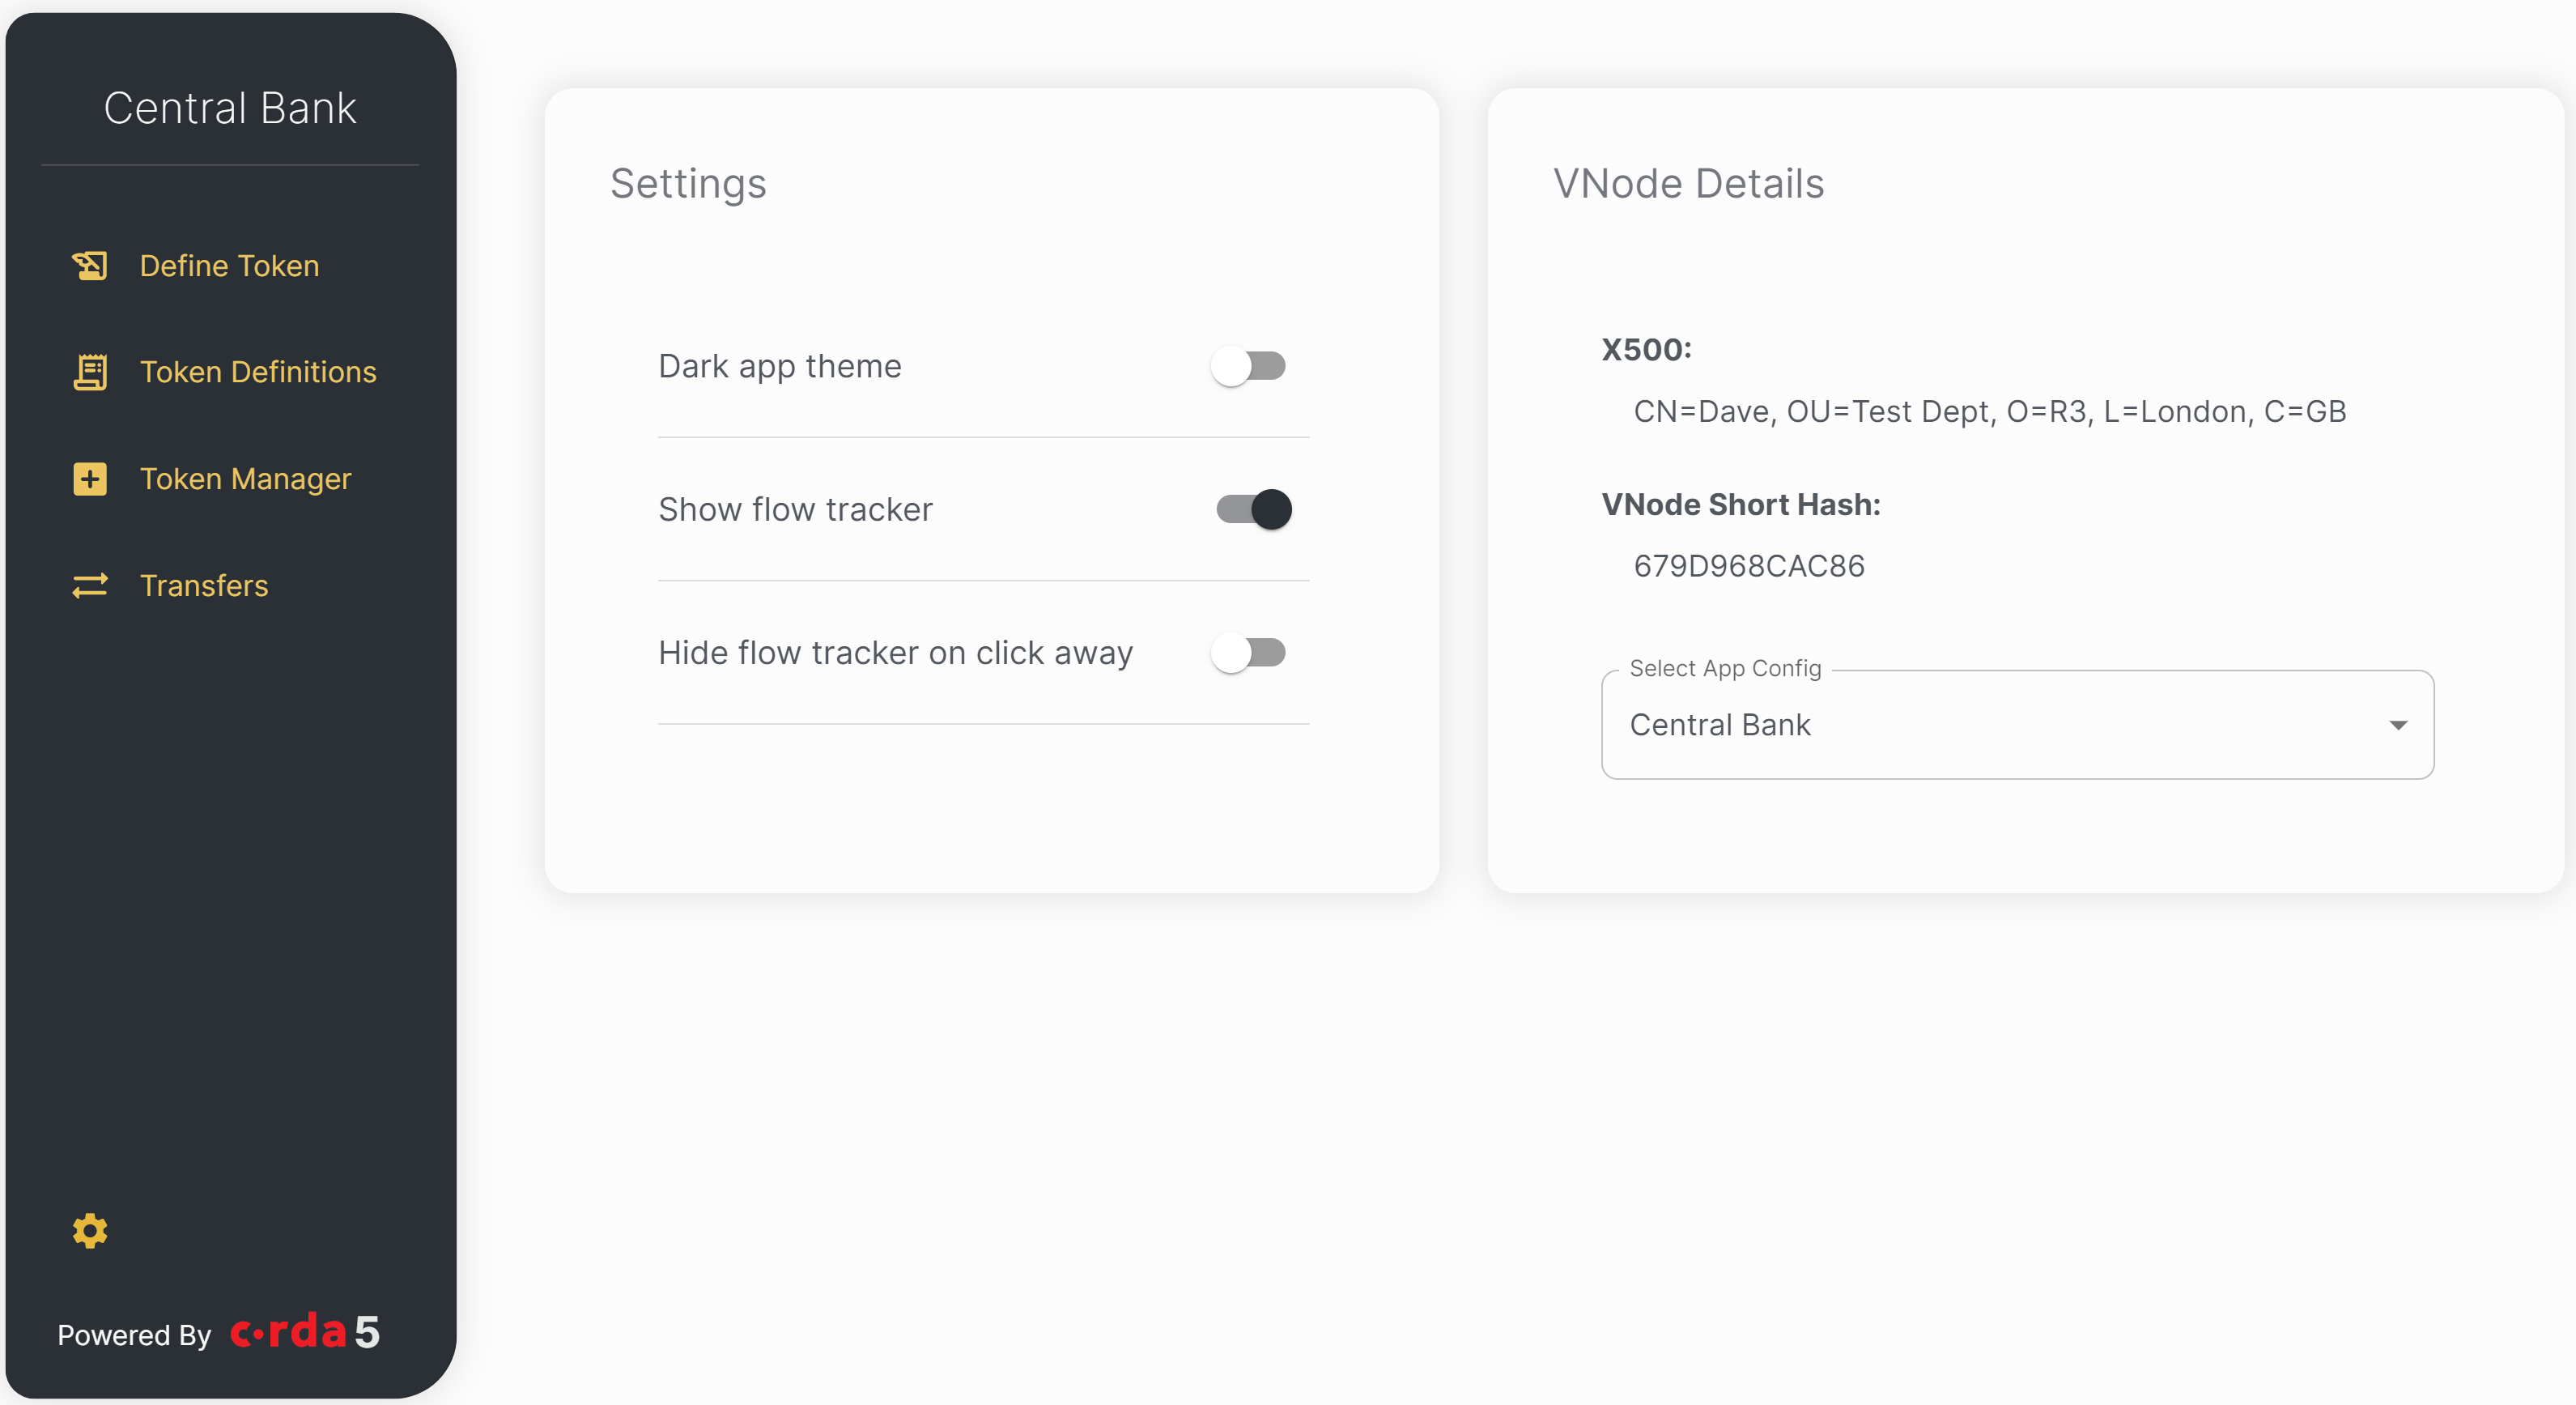 Central Bank
Define Token
Token Definitions
Token Manager
Transfers
Powered By corda 5
Settings
Dark app theme
Show flow tracker
Hide flow tracker on click away
VNode Details
X500:
CN=Dave, OU=Test Dept, O=R3, L=London, C=GB
VNode Short Hash:
679D968CAC86
Select App Config
Central Bank